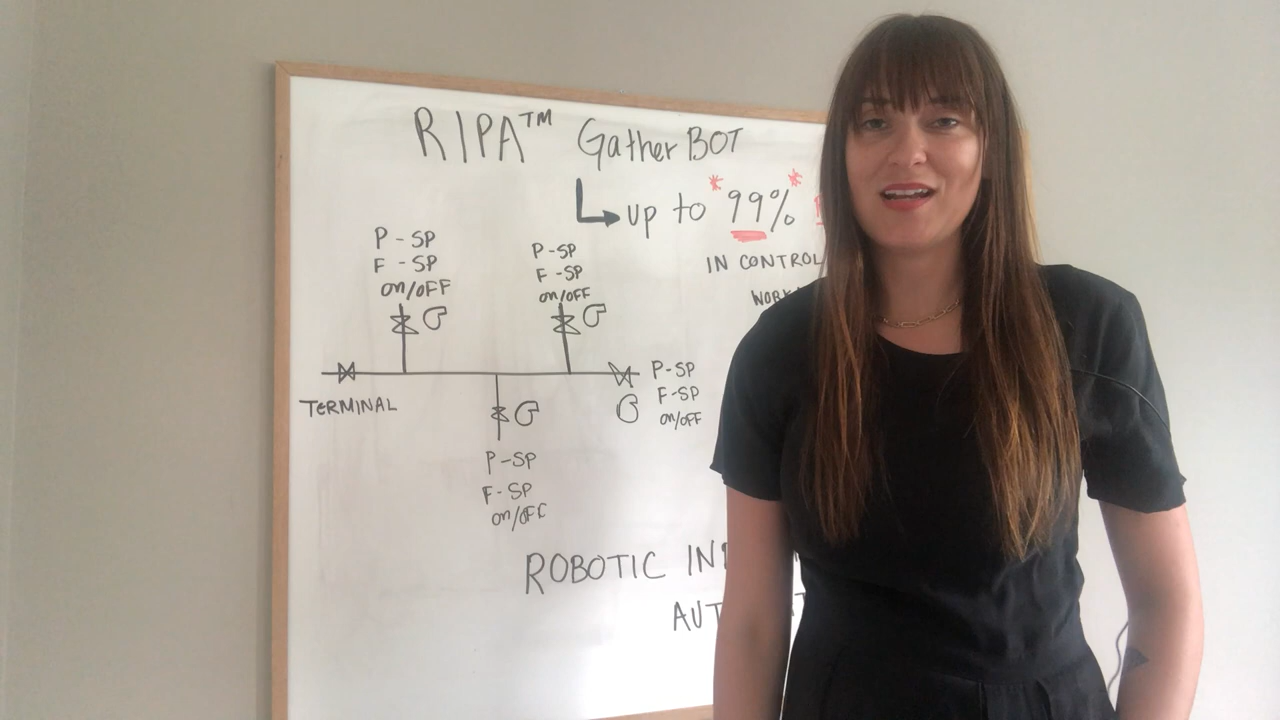 RIPA™ Gather BOT
up to *99%*
IN CONTROL
P - SP
F - SP
on/OFF
P - SP
F - SP
on/OFF
TERMINAL
P - SP
F - SP
on/OFF
P - SP
F - SP
on/OFF
ROBOTIC